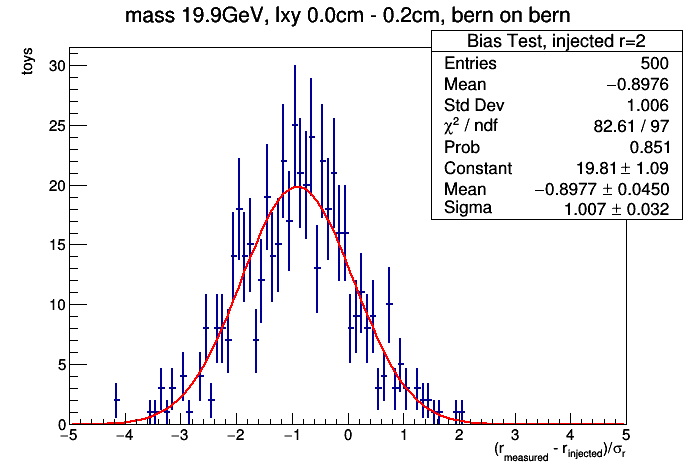 mass 19.9GeV, lxy 0.0cm - 0.2cm, bern on bern
Bias Test, injected r=2
Entries 500
Mean −0.8976
Std Dev 1.006
χ² / ndf 82.61 / 97
Prob 0.851
Constant 19.81 ± 1.09
Mean −0.8977 ± 0.0450
Sigma 1.007 ± 0.032
toys
30
25
20
15
10
5
0
−5 −4 −3 −2 −1 0 1 2 3 4 5
(r_measured - r_injected)/σ_r